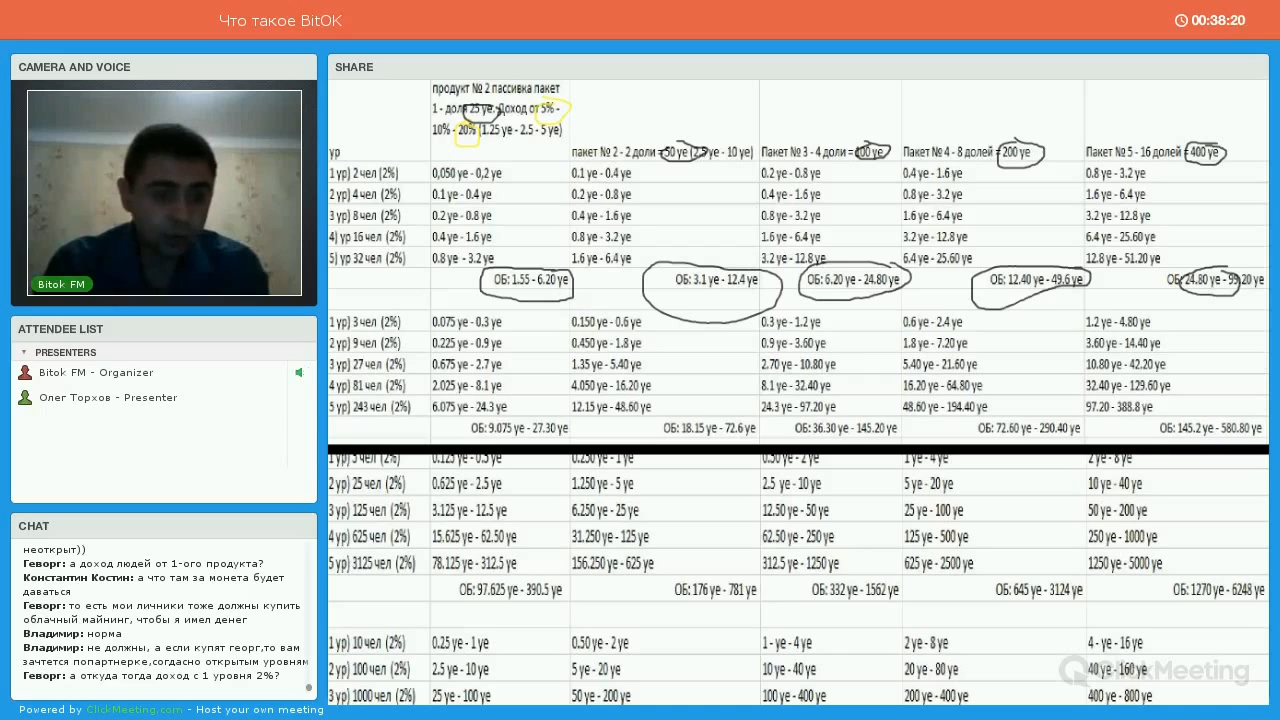 Что такое BitOK
00:38:20
CAMERA AND VOICE
Bitok FM
ATTENDEE LIST
PRESENTERS
Bitok FM - Organizer
Олег Торхов - Presenter
CHAT
неоткрыт))
Геворг: а доход людей от 1-ого продукта?
Константин Костин: а что там за монета будет
даваться
Геворг: то есть мои личники тоже должны купить
облачный майнинг, чтобы я имел денег
Владимир: норма
Владимир: не должны, а если купят георг,то вам
зачтется попартнерке,согдасно открытым уровням
Геворг: а откуда тогда доход с 1 уровня 2%?
Powered by ClickMeeting.com - Host your own meeting
SHARE
продукт № 2 пассивка пакет
1 - доля 25 уе. Доход от 5% -
10% - 20% (1.25 уе - 2.5 - 5 уе)
ур пакет № 2 - 2 доли = 50 уе (2.5 уе - 10 уе) Пакет № 3 - 4 доли = 100 уе Пакет № 4 - 8 долей = 200 уе Пакет № 5 - 16 долей = 400 уе
1 ур) 2 чел (2%) 0,050 уе - 0,2 уе 0.1 уе - 0.4 уе 0.2 уе - 0.8 уе 0.4 уе - 1.6 уе 0.8 уе - 3.2 уе
2 ур) 4 чел (2%) 0.1 уе - 0.4 уе 0.2 уе - 0.8 уе 0.4 уе - 1.6 уе 0.8 уе - 3.2 уе 1.6 уе - 6.4 уе
3 ур) 8 чел (2%) 0.2 уе - 0.8 уе 0.4 уе - 1.6 уе 0.8 уе - 3.2 уе 1.6 уе - 6.4 уе 3.2 уе - 12.8 уе
4) ур 16 чел (2%) 0.4 уе - 1.6 уе 0.8 уе - 3.2 уе 1.6 уе - 6.4 уе 3.2 уе - 12.8 уе 6.4 уе - 25.60 уе
5) ур 32 чел (2%) 0.8 уе - 3.2 уе 1.6 уе - 6.4 уе 3.2 уе - 12.8 уе 6.4 уе - 25.60 уе 12.8 уе - 51.20 уе
ОБ: 1.55 - 6.20 уе ОБ: 3.1 уе - 12.4 уе ОБ: 6.20 уе - 24.80 уе ОБ: 12.40 уе - 49.6 уе ОБ: 24.80 уе - 99.20 уе
1 ур) 3 чел (2%) 0.075 уе - 0.3 уе 0.150 уе - 0.6 уе 0.3 уе - 1.2 уе 0.6 уе - 2.4 уе 1.2 уе - 4.80 уе
2 ур) 9 чел (2%) 0.225 уе - 0.9 уе 0.450 уе - 1.8 уе 0.9 уе - 3.60 уе 1.8 уе - 7.20 уе 3.60 уе - 14.40 уе
3 ур) 27 чел (2%) 0.675 уе - 2.7 уе 1.35 уе - 5.40 уе 2.70 уе - 10.80 уе 5.40 уе - 21.60 уе 10.80 уе - 42.20 уе
4 ур) 81 чел (2%) 2.025 уе - 8.1 уе 4.050 уе - 16.20 уе 8.1 уе - 32.40 уе 16.20 уе - 64.80 уе 32.40 уе - 129.60 уе
5 ур) 243 чел (2%) 6.075 уе - 24.3 уе 12.15 уе - 48.60 уе 24.3 уе - 97.20 уе 48.60 уе - 194.40 уе 97.20 уе - 388.8 уе
ОБ: 9.075 уе - 27.30 уе ОБ: 18.15 уе - 72.6 уе ОБ: 36.30 уе - 145.20 уе ОБ: 72.60 уе - 290.40 уе ОБ: 145.2 уе - 580.80 уе
1 ур) 5 чел (2%) 0.125 уе - 0.5 уе 0.250 уе - 1 уе 0.50 уе - 2 уе 1 уе - 4 уе 2 уе - 8 уе
2 ур) 25 чел (2%) 0.625 уе - 2.5 уе 1.250 уе - 5 уе 2.5 уе - 10 уе 5 уе - 20 уе 10 уе - 40 уе
3 ур) 125 чел (2%) 3.125 уе - 12.5 уе 6.250 уе - 25 уе 12.50 уе - 50 уе 25 уе - 100 уе 50 уе - 200 уе
4 ур) 625 чел (2%) 15.625 уе - 62.50 уе 31.250 уе - 125 уе 62.50 уе - 250 уе 125 уе - 500 уе 250 уе - 1000 уе
5 ур) 3125 чел (2%) 78.125 уе - 312.5 уе 156.250 уе - 625 уе 312.5 уе - 1250 уе 625 уе - 2500 уе 1250 уе - 5000 уе
ОБ: 97.625 уе - 390.5 уе ОБ: 176 уе - 781 уе ОБ: 332 уе - 1562 уе ОБ: 645 уе - 3124 уе ОБ: 1270 уе - 6248 уе
1 ур) 10 чел (2%) 0.25 уе - 1 уе 0.50 уе - 2 уе 1 - уе - 4 уе 2 уе - 8 уе 4 - уе - 16 уе
2 ур) 100 чел (2%) 2.5 уе - 10 уе 5 уе - 20 уе 10 уе - 40 уе 20 уе - 80 уе 40 уе - 160 уе
3 ур) 1000 чел (2%) 25 уе - 100 уе 50 уе - 200 уе 100 уе - 400 уе 200 уе - 400 уе 400 уе - 800 уе
ClickMeeting